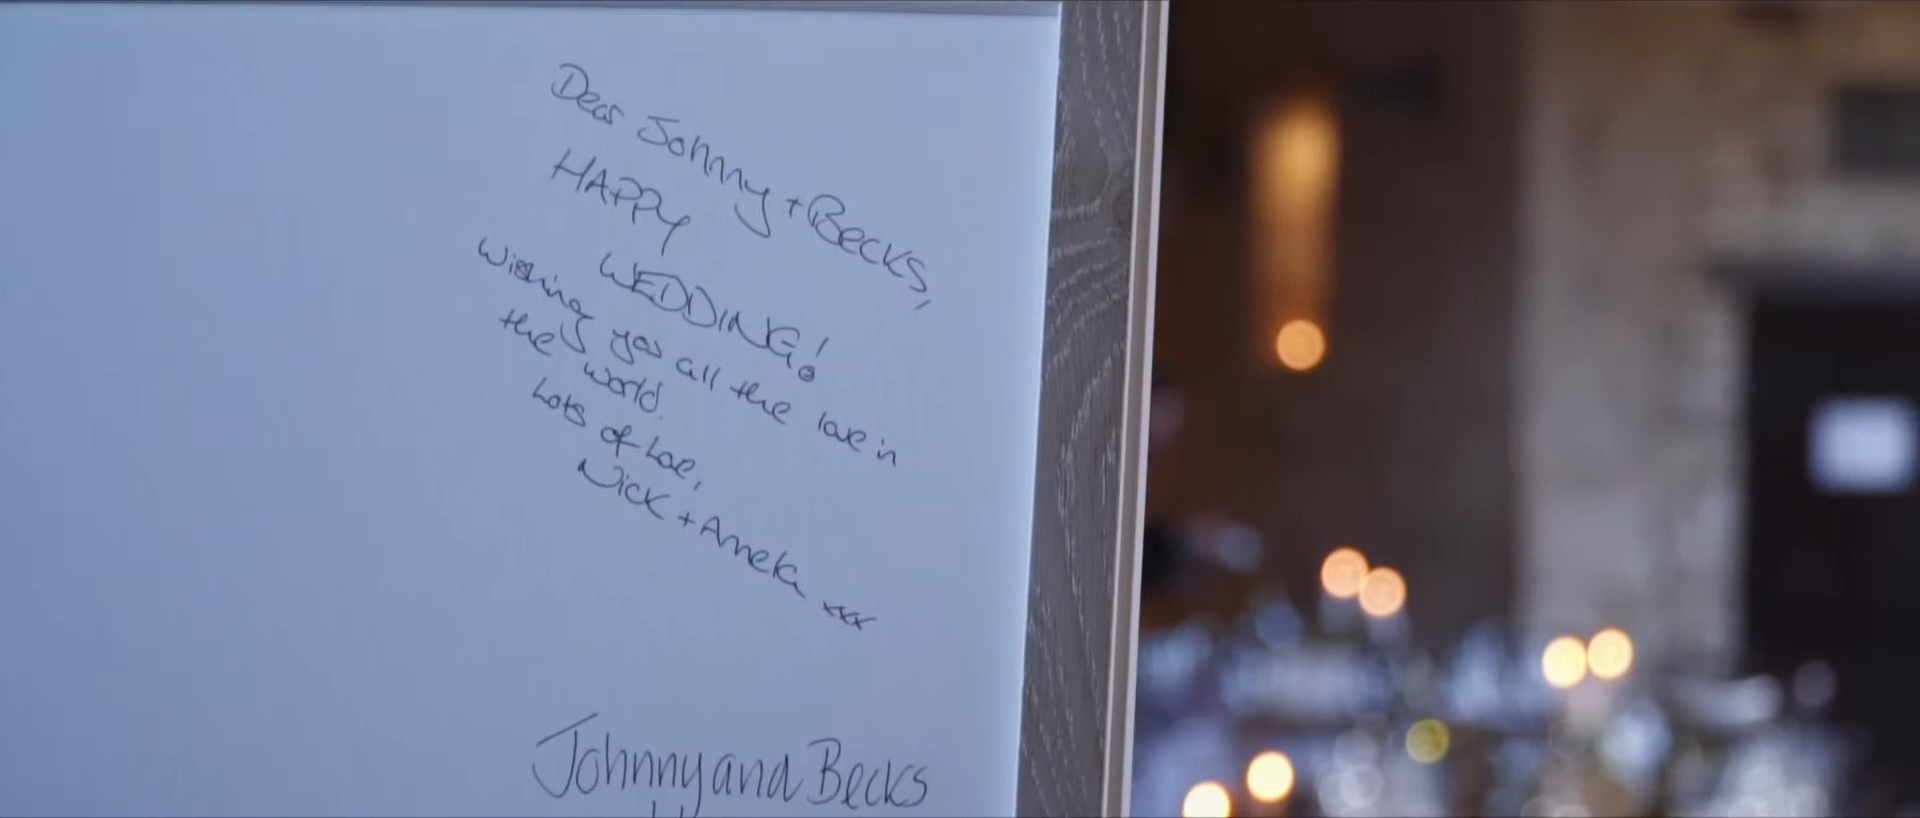 Dear Johnny + Becks,
HAPPY
WEDDING!
Wishing you all the love in
the world.
Lots of Love,
Nick + Ameka xxx
Johnny and Becks